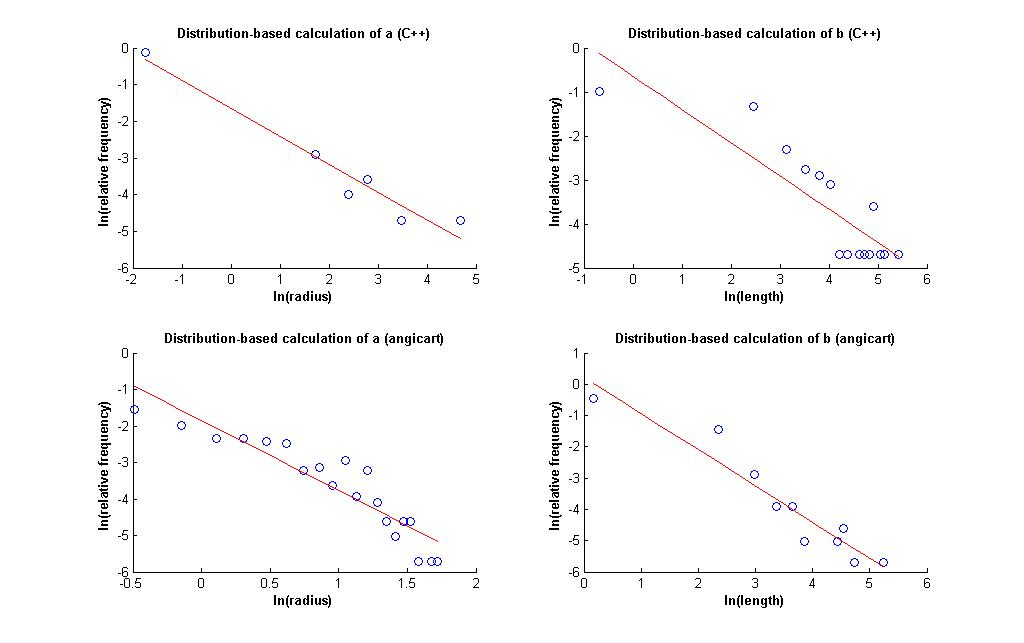 Distribution-based calculation of a (C++)
0
-1
-2
-3
-4
-5
-6
ln(relative frequency)
-2 -1 0 1 2 3 4 5
ln(radius)
Distribution-based calculation of b (C++)
0
-1
-2
-3
-4
-5
ln(relative frequency)
-1 0 1 2 3 4 5 6
ln(length)
Distribution-based calculation of a (angicart)
0
-1
-2
-3
-4
-5
-6
ln(relative frequency)
-0.5 0 0.5 1 1.5 2
ln(radius)
Distribution-based calculation of b (angicart)
1
0
-1
-2
-3
-4
-5
-6
ln(relative frequency)
0 1 2 3 4 5 6
ln(length)